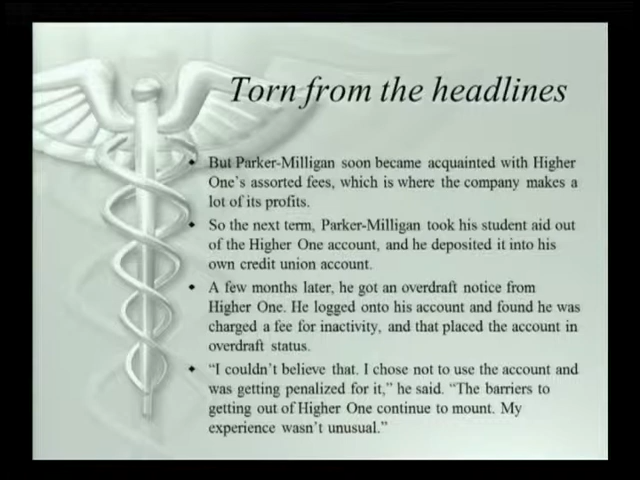 Torn from the headlines
• But Parker-Milligan soon became acquainted with Higher
One’s assorted fees, which is where the company makes a
lot of its profits.
• So the next term, Parker-Milligan took his student aid out
of the Higher One account, and he deposited it into his
own credit union account.
• A few months later, he got an overdraft notice from
Higher One. He logged onto his account and found he was
charged a fee for inactivity, and that placed the account in
overdraft status.
• “I couldn’t believe that. I chose not to use the account and
was getting penalized for it,” he said. “The barriers to
getting out of Higher One continue to mount. My
experience wasn’t unusual.”